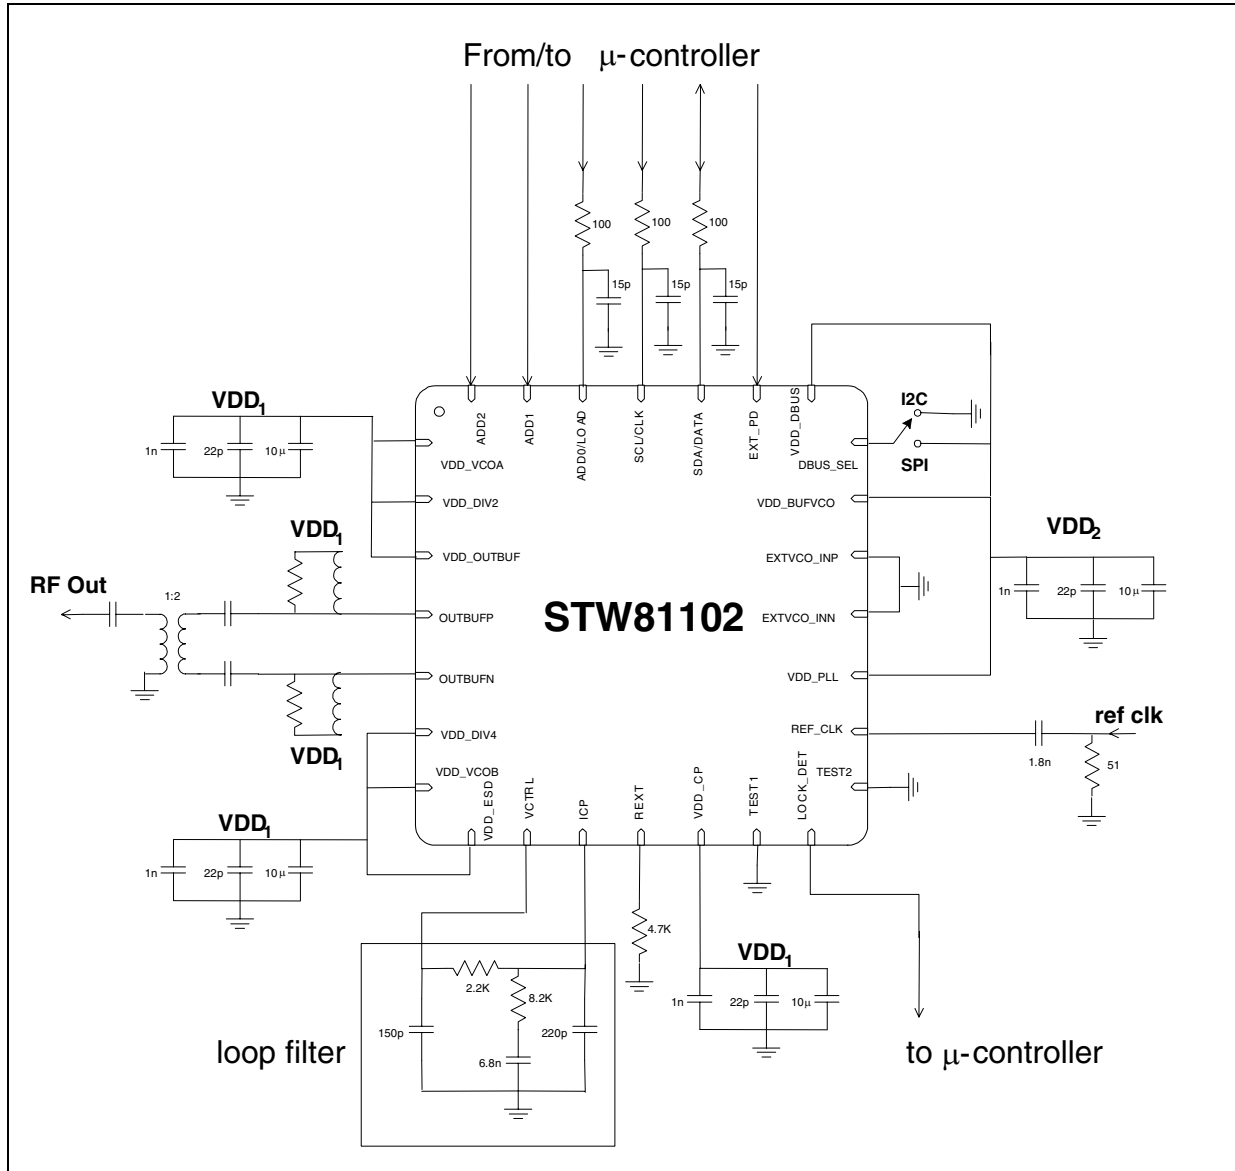 From/to μ-controller
100
100
100
15p
15p
15p
VDD1
1n
22p
10μ
ADD2
ADD1
ADD0/LOAD
SCL/CLK
SDA/DATA
EXT_PD
VDD_DBUS
I2C
SPI
DBUS_SEL
VDD_VCOA
VDD_DIV2
VDD_BUFVCO
VDD1
VDD2
VDD_OUTBUF
EXTVCO_INP
RF Out
1:2
1n
22p
10μ
OUTBUFP
STW81102
EXTVCO_INN
OUTBUFN
VDD_PLL
VDD1
ref clk
VDD_DIV4
REF_CLK
1.8n
51
VDD_VCOB
TEST2
VDD_ESD
VCTRL
ICP
REXT
VDD_CP
TEST1
LOCK_DET
VDD1
1n
22p
10μ
4.7K
VDD1
2.2K
8.2K
1n
22p
10μ
150p
220p
6.8n
loop filter
to μ-controller